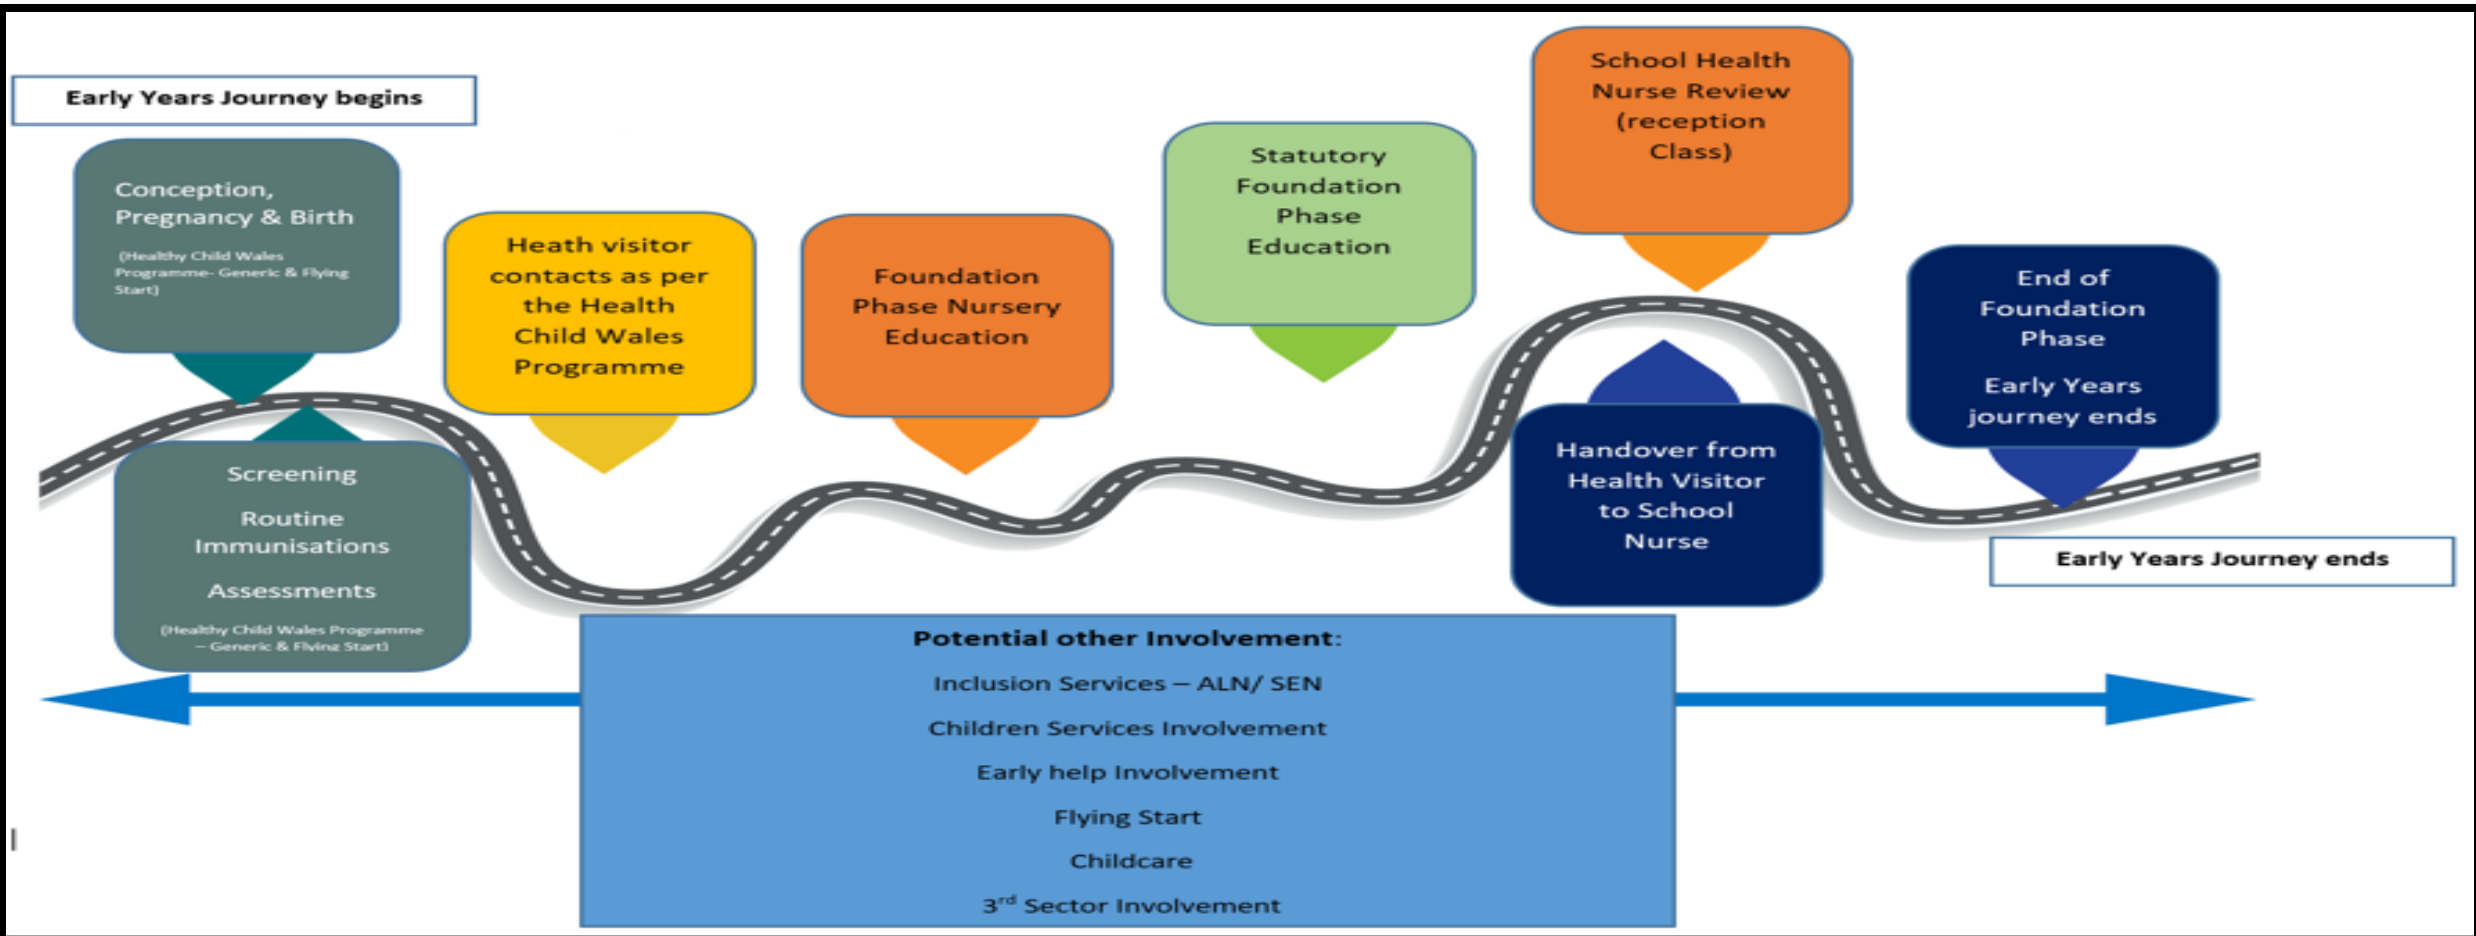 Early Years Journey begins
Conception,
Pregnancy & Birth
(Healthy Child Wales
Programme- Generic & Flying
Start)
Screening
Routine
Immunisations
Assessments
(Healthy Child Wales Programme
– Generic & Flying Start)
Heath visitor
contacts as per
the Health
Child Wales
Programme
Foundation
Phase Nursery
Education
Statutory
Foundation
Phase
Education
School Health
Nurse Review
(reception
Class)
Handover from
Health Visitor
to School
Nurse
End of
Foundation
Phase
Early Years
journey ends
Early Years Journey ends
Potential other Involvement:
Inclusion Services – ALN/ SEN
Children Services Involvement
Early help Involvement
Flying Start
Childcare
3rd Sector Involvement